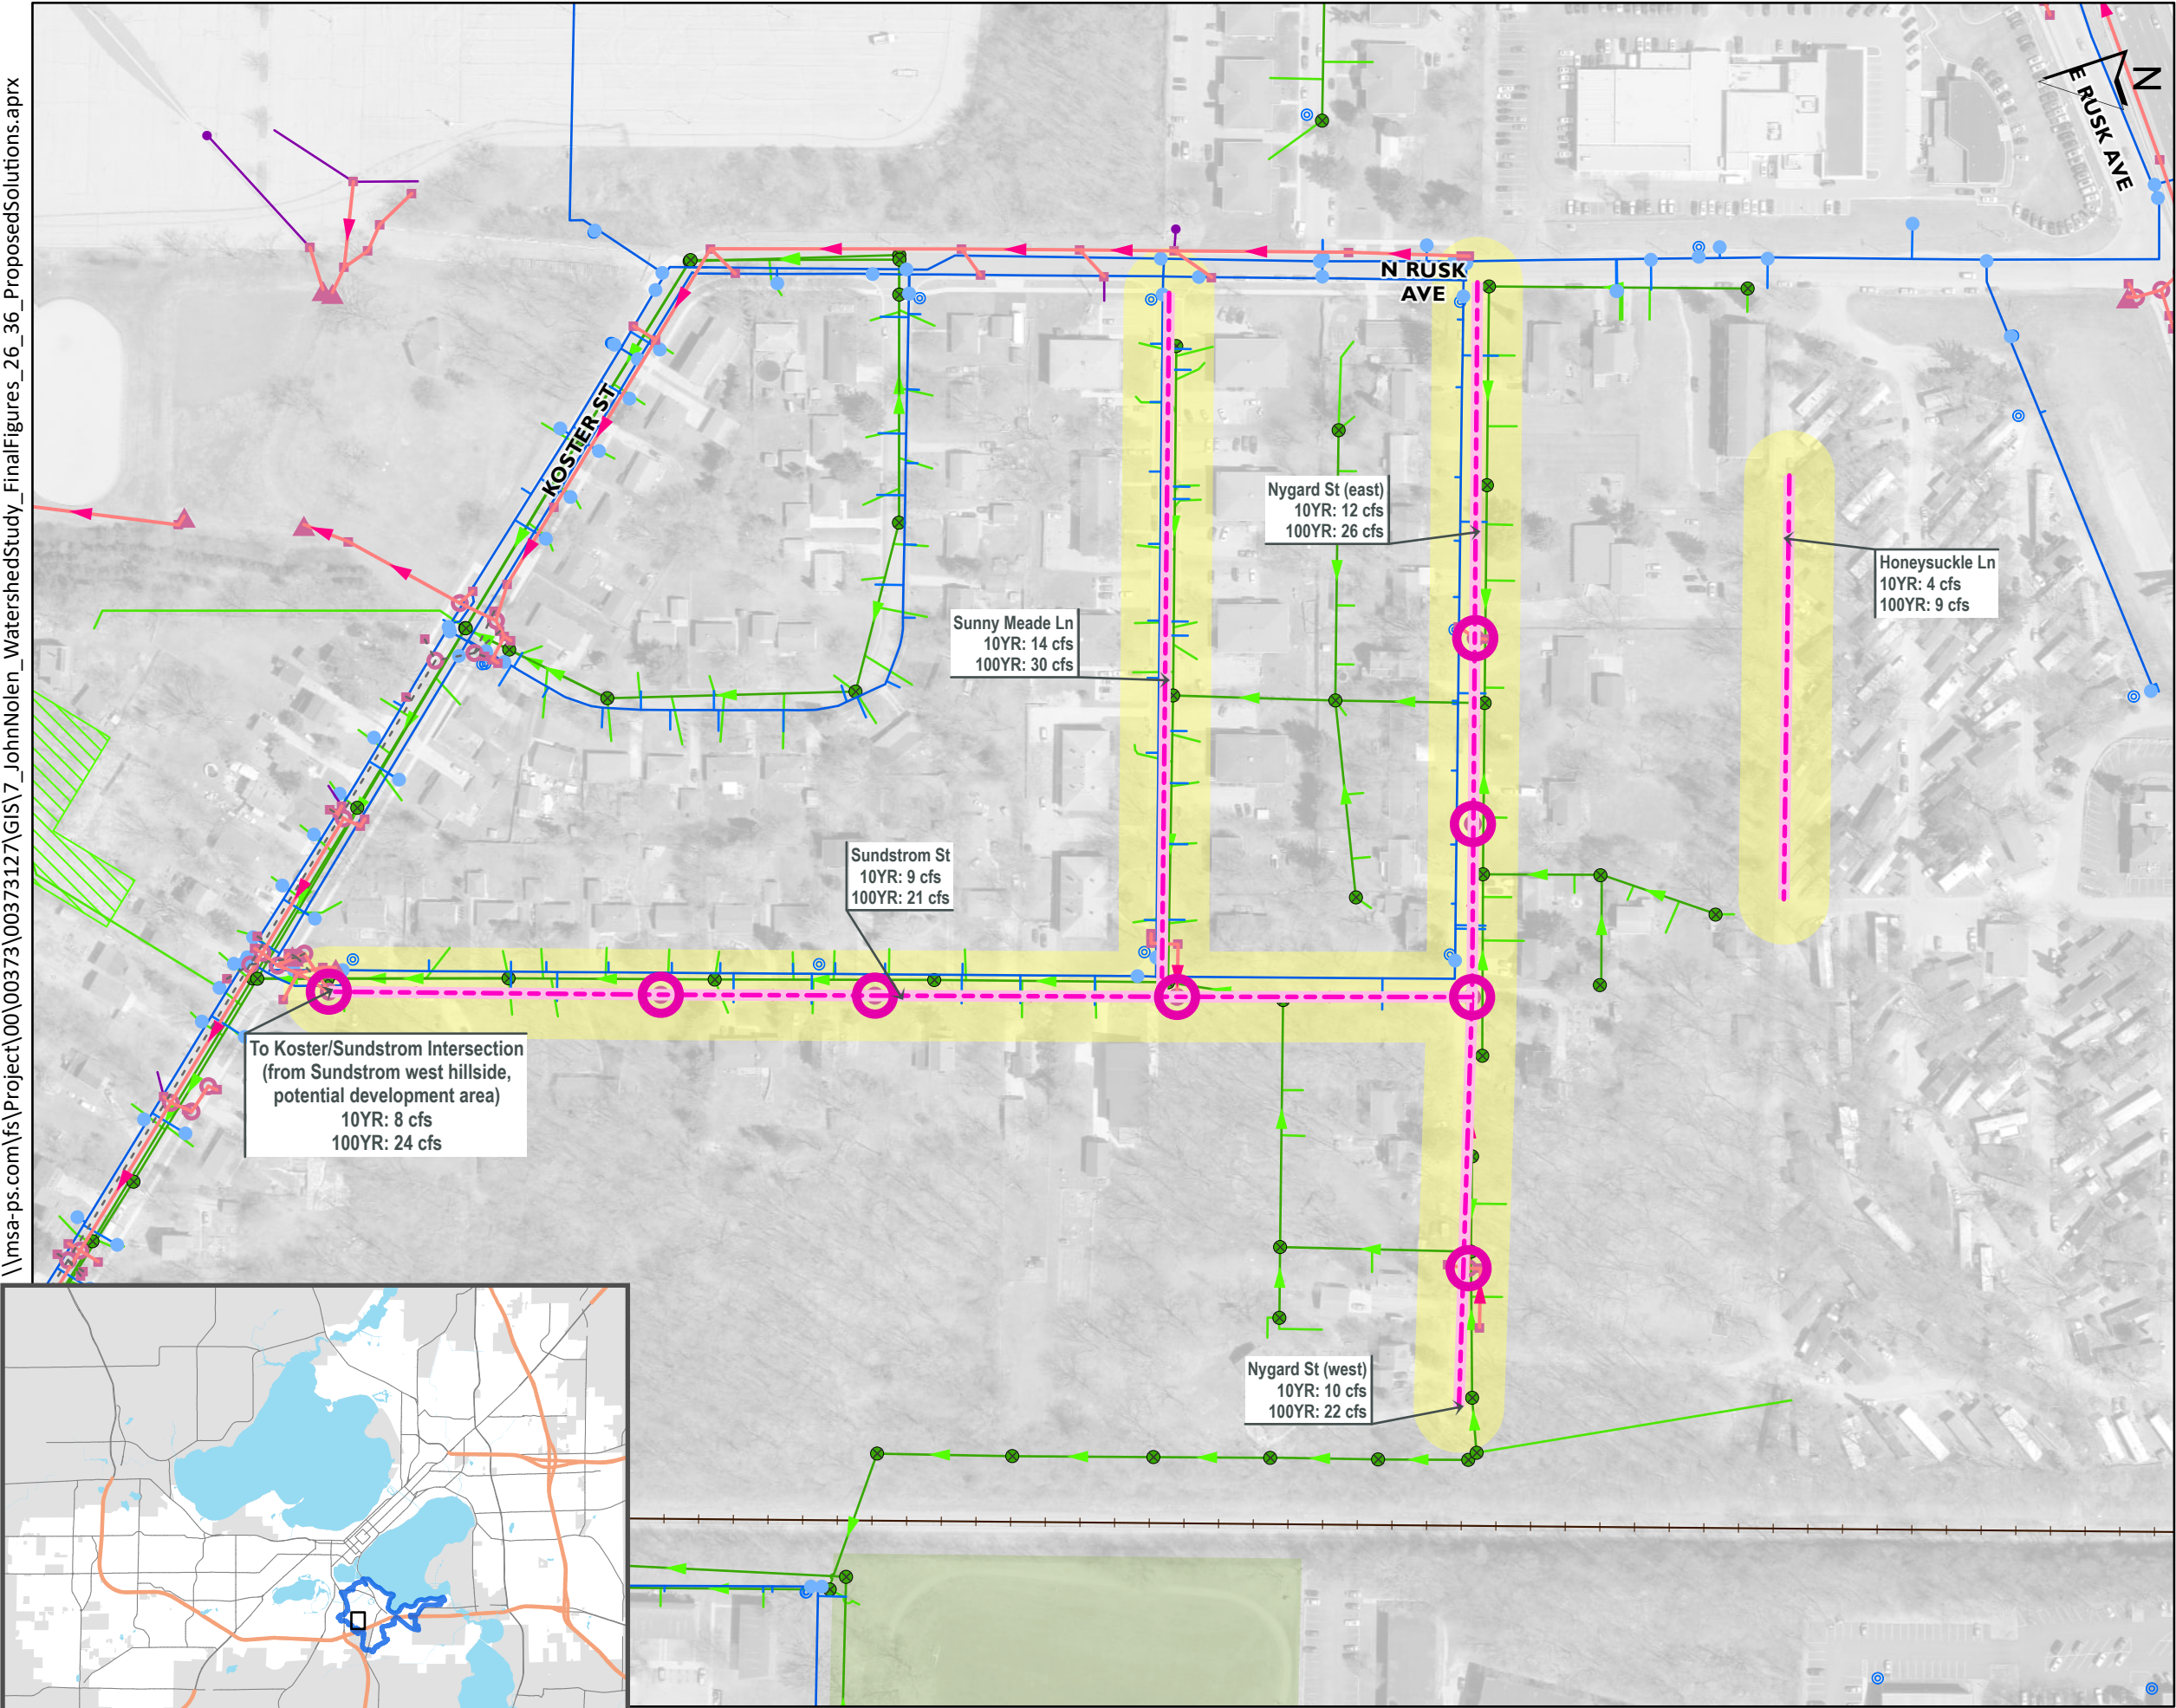 \\msa-ps.com\fs\Project\00\00373\00373127\GIS\7_JohnNolen_WatershedStudy_FinalFigures_26_36_ProposedSolutions.aprx
N
E RUSK AVE
N RUSK
AVE
KOSTER ST
Nygard St (east)
10YR: 12 cfs
100YR: 26 cfs
Honeysuckle Ln
10YR: 4 cfs
100YR: 9 cfs
Sunny Meade Ln
10YR: 14 cfs
100YR: 30 cfs
Sundstrom St
10YR: 9 cfs
100YR: 21 cfs
To Koster/Sundstrom Intersection
(from Sundstrom west hillside,
potential development area)
10YR: 8 cfs
100YR: 24 cfs
Nygard St (west)
10YR: 10 cfs
100YR: 22 cfs